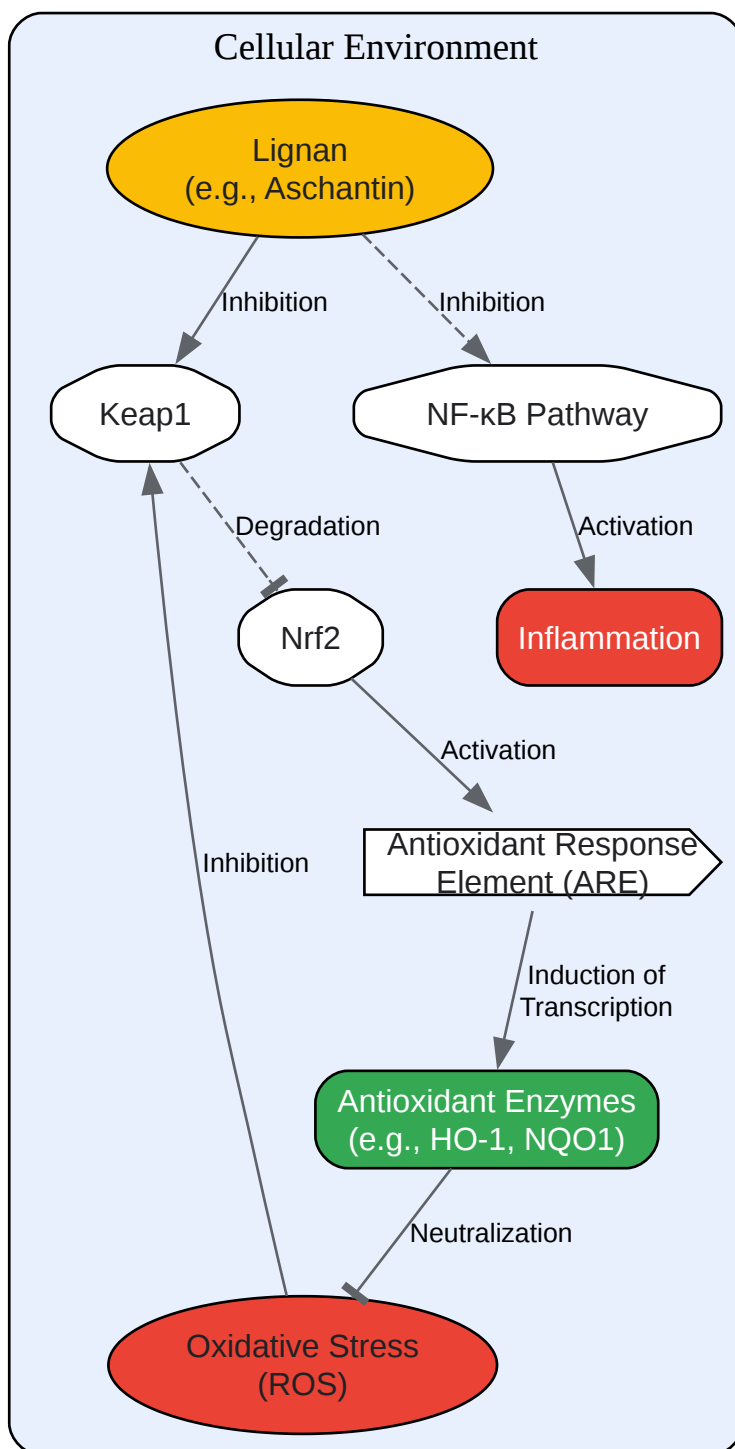 Cellular Environment
Lignan
(e.g., Aschantin)
Inhibition
Inhibition
Keap1
NF-κB Pathway
Degradation
Activation
Nrf2
Inflammation
Activation
Antioxidant Response
Element (ARE)
Inhibition
Induction of
Transcription
Antioxidant Enzymes
(e.g., HO-1, NQO1)
Neutralization
Oxidative Stress
(ROS)